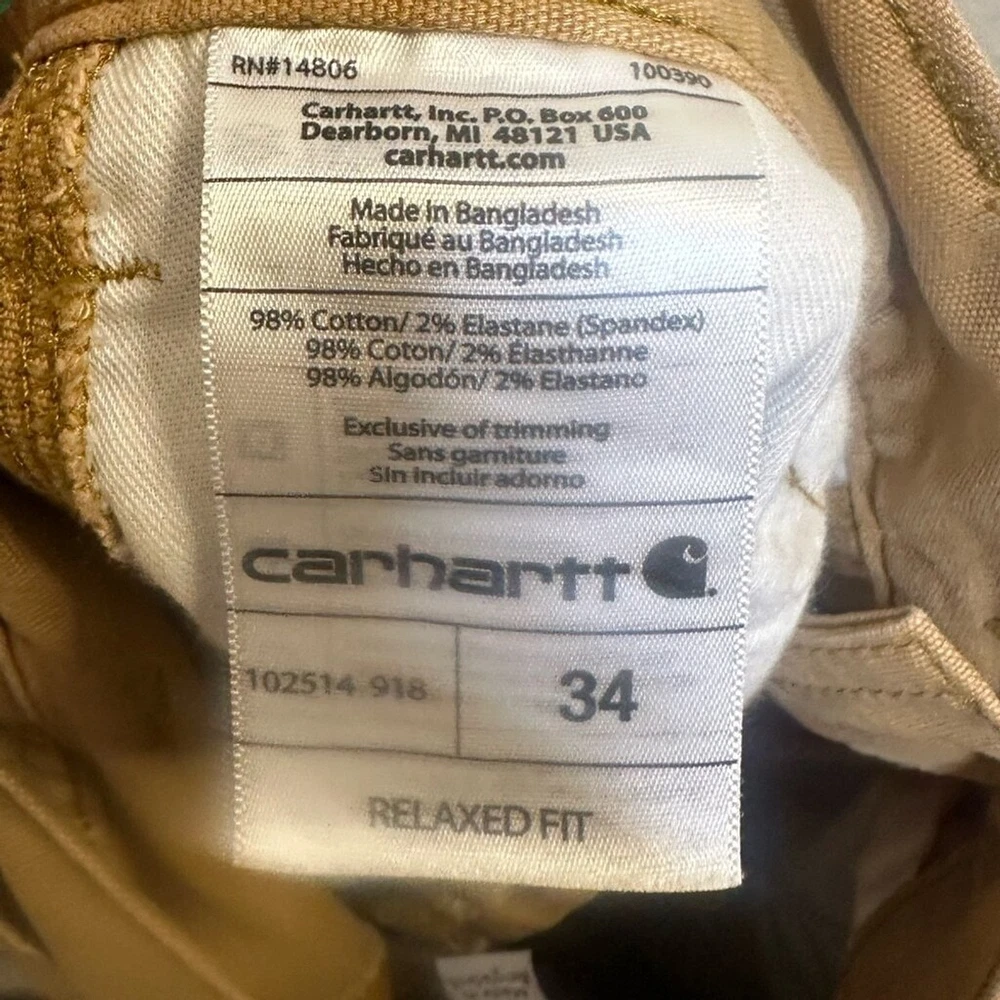 RN#14806 100390
Carhartt, Inc. P.O. Box 600
Dearborn, MI 48121 USA
carhartt.com
Made in Bangladesh
Fabriqué au Bangladesh
Hecho en Bangladesh
98% Cotton/ 2% Elastane (Spandex)
98% Coton/ 2% Élasthanne
98% Algodón/ 2% Elastano
Exclusive of trimming
Sans garniture
Sin incluir adorno
carhartt
102514 918 34
RELAXED FIT